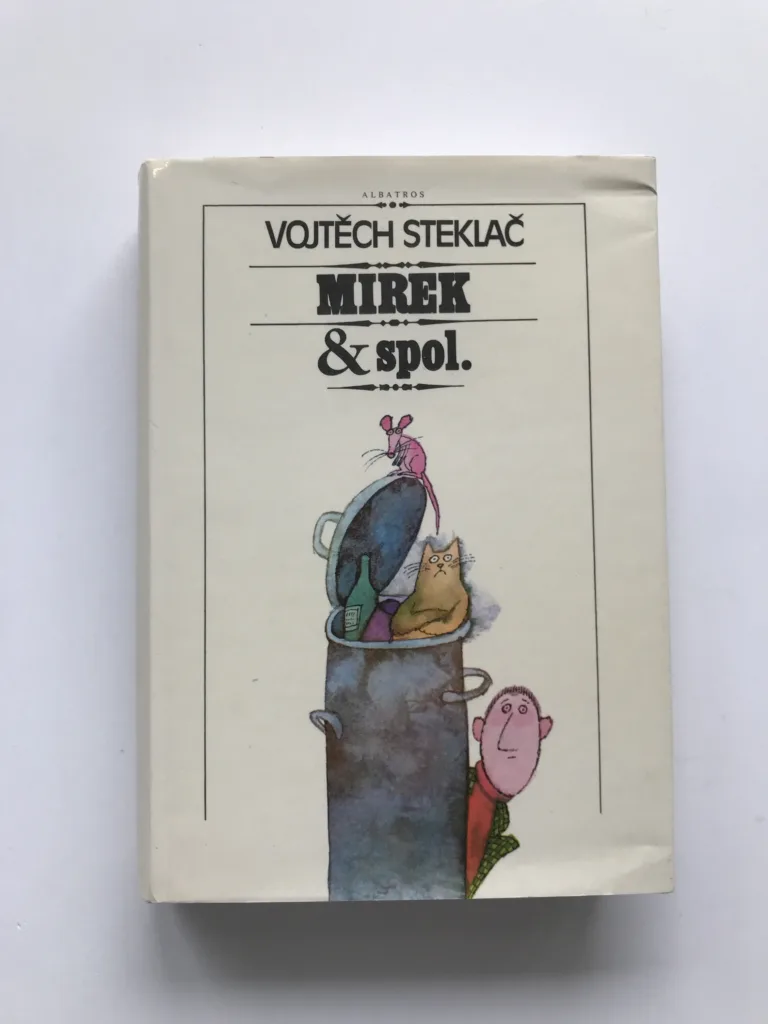 ALBATROS
VOJTĚCH STEKLAČ
MIREK
& spol.